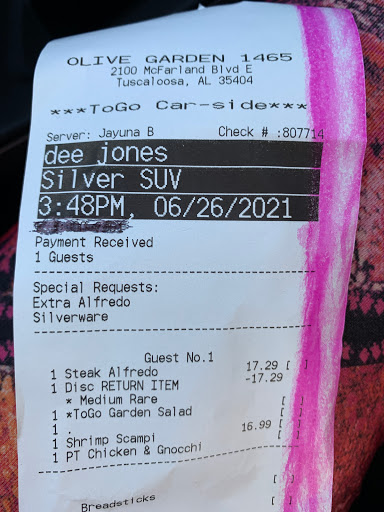 OLIVE GARDEN 1465
2100 McFarland Blvd E
Tuscaloosa, AL 35404
***ToGo Car-side***
Server: Jayuna B Check # :807714
dee jones
Silver SUV
3:48PM, 06/26/2021
Payment Received
1 Guests
Special Requests:
Extra Alfredo
Silverware
Guest No.1
1 Steak Alfredo 17.29 [ ]
1 Disc RETURN ITEM -17.29
* Medium Rare [ ]
1 *ToGo Garden Salad [ ]
1 . 16.99 [ ]
1 Shrimp Scampi [ ]
1 PT Chicken & Gnocchi
[ ]
Breadsticks [ ]